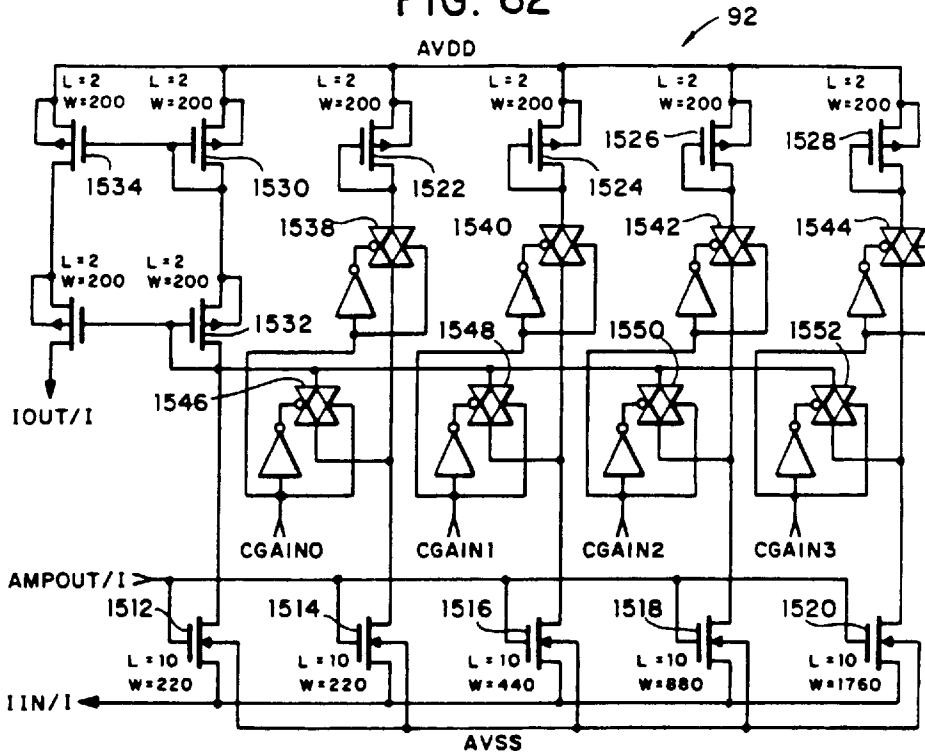 FIG. 62
92
AVDD
L=2 W=200
L=2 W=200
L=2 W=200
L=2 W=200
L=2 W=200
L=2 W=200
1534
1530
1522
1524
1526
1528
1538
1540
1542
1544
L=2 W=200
L=2 W=200
1532
1546
1548
1550
1552
IOUT/I
CGAIN0
CGAIN1
CGAIN2
CGAIN3
AMPOUT/I
1512
1514
1516
1518
1520
L=10 W=220
L=10 W=220
L=10 W=440
L=10 W=880
L=10 W=1760
IIN/I
AVSS